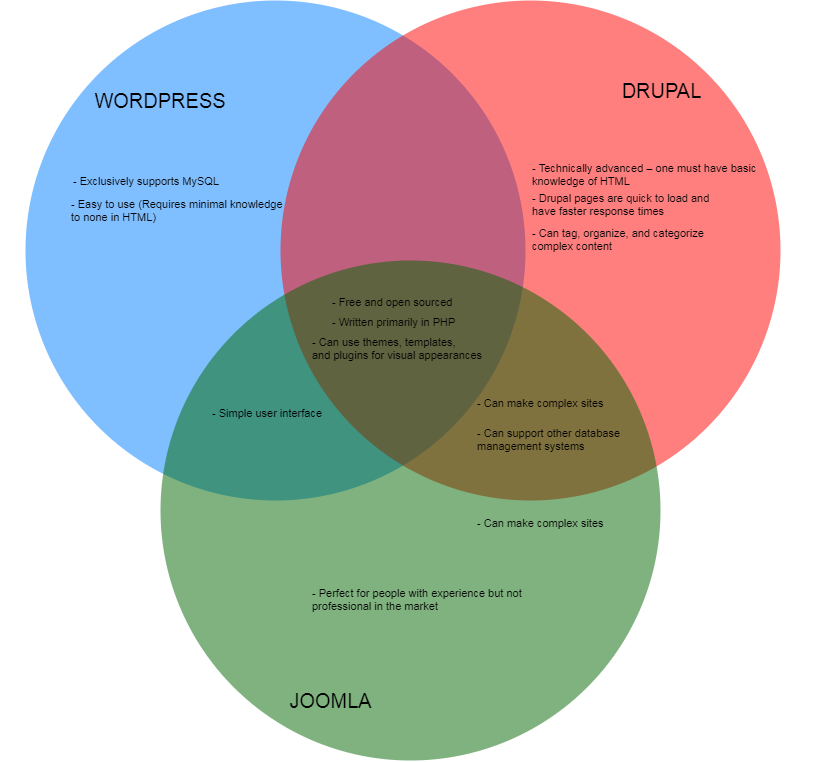 WORDPRESS
- Exclusively supports MySQL
- Easy to use (Requires minimal knowledge
to none in HTML)
DRUPAL
- Technically advanced – one must have basic
knowledge of HTML
- Drupal pages are quick to load and
have faster response times
- Can tag, organize, and categorize
complex content
- Free and open sourced
- Written primarily in PHP
- Can use themes, templates,
and plugins for visual appearances
- Simple user interface
- Can make complex sites
- Can support other database
management systems
- Can make complex sites
- Perfect for people with experience but not
professional in the market
JOOMLA